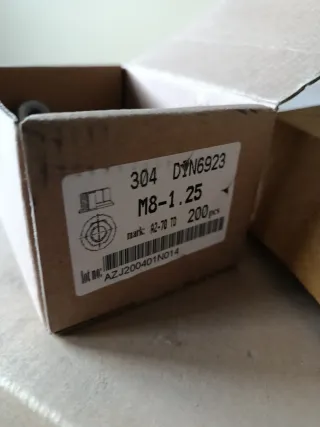 304 DIN6923
M8-1.25
mark: A2-70 TD 200pcs
lot no:
AZJ200401N014